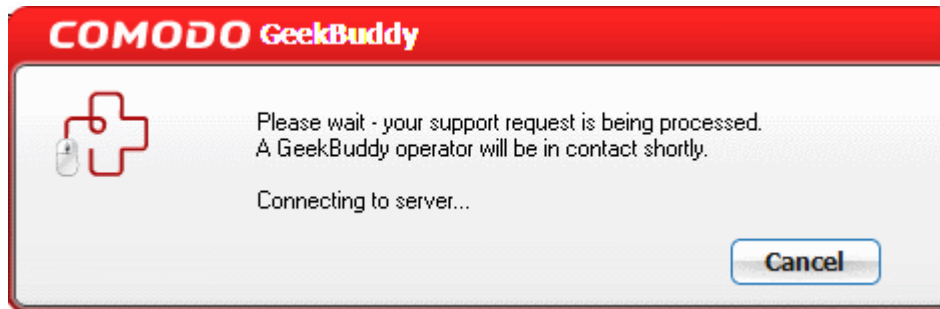 COMODO GeekBuddy
Please wait - your support request is being processed.
A GeekBuddy operator will be in contact shortly.
Connecting to server...
Cancel